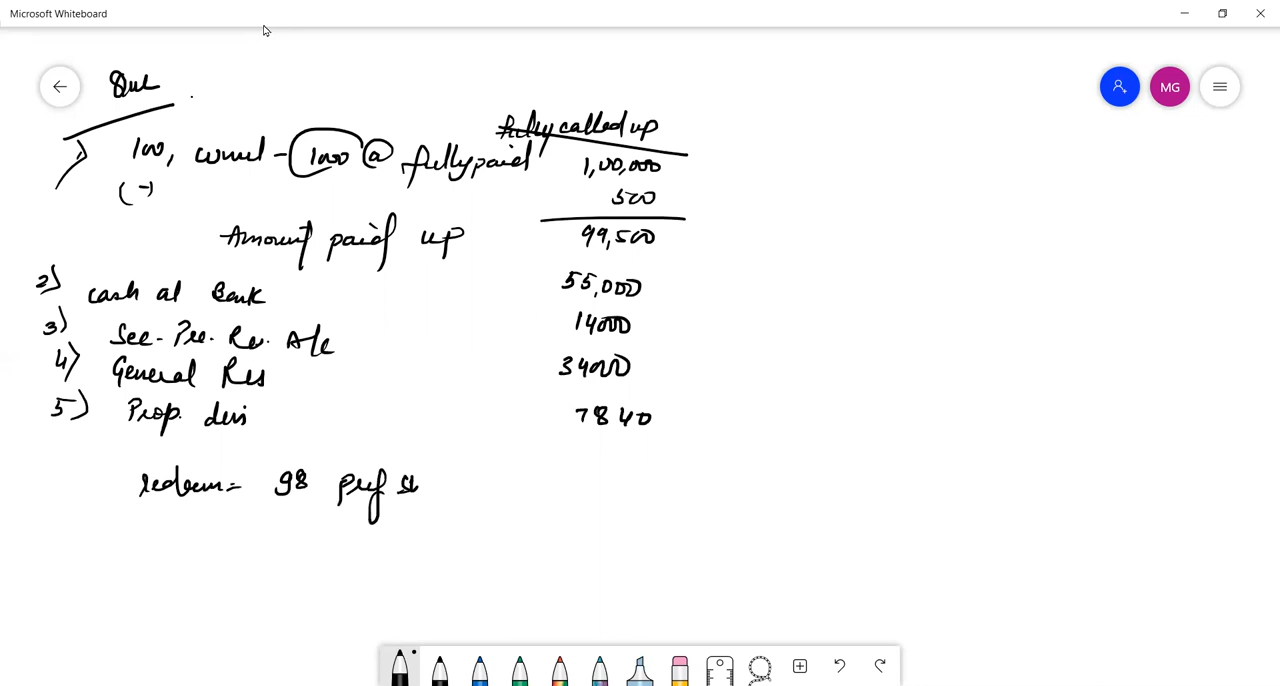 Microsoft Whiteboard
MG
fully called up
1) 100, cumul - 1000 @ fully paid 1,00,000
(-) 500
Amount paid up 99,500
2) cash at Bank 55,000
3) Sec. Pre. Re. A/c 14000
4) General Res 34000
5) Prop. divi 7840
redeem = 98 pref sh